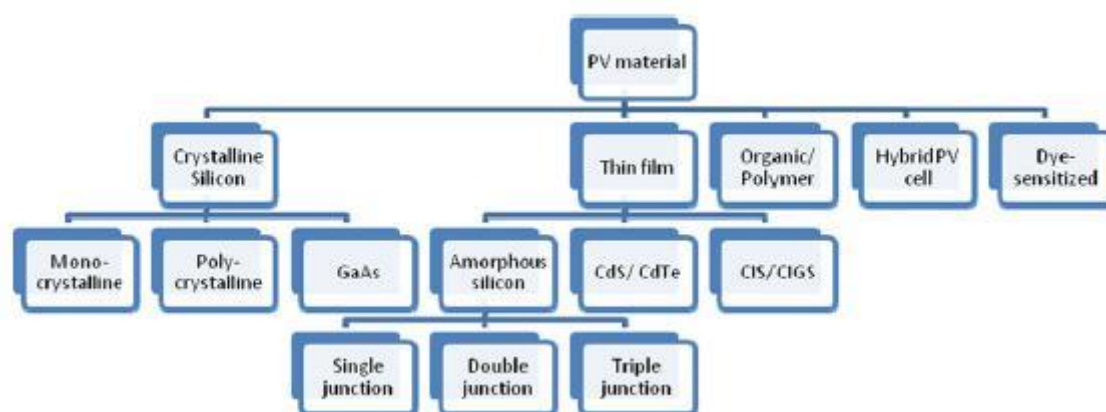 PV material
Crystalline
Silicon
Thin film
Organic/
Polymer
Hybrid PV
cell
Dye-
sensitized
Mono-
crystalline
Poly-
crystalline
GaAs
Amorphous
silicon
CdS/ CdTe
CIS/CIGS
Single
junction
Double
junction
Triple
junction